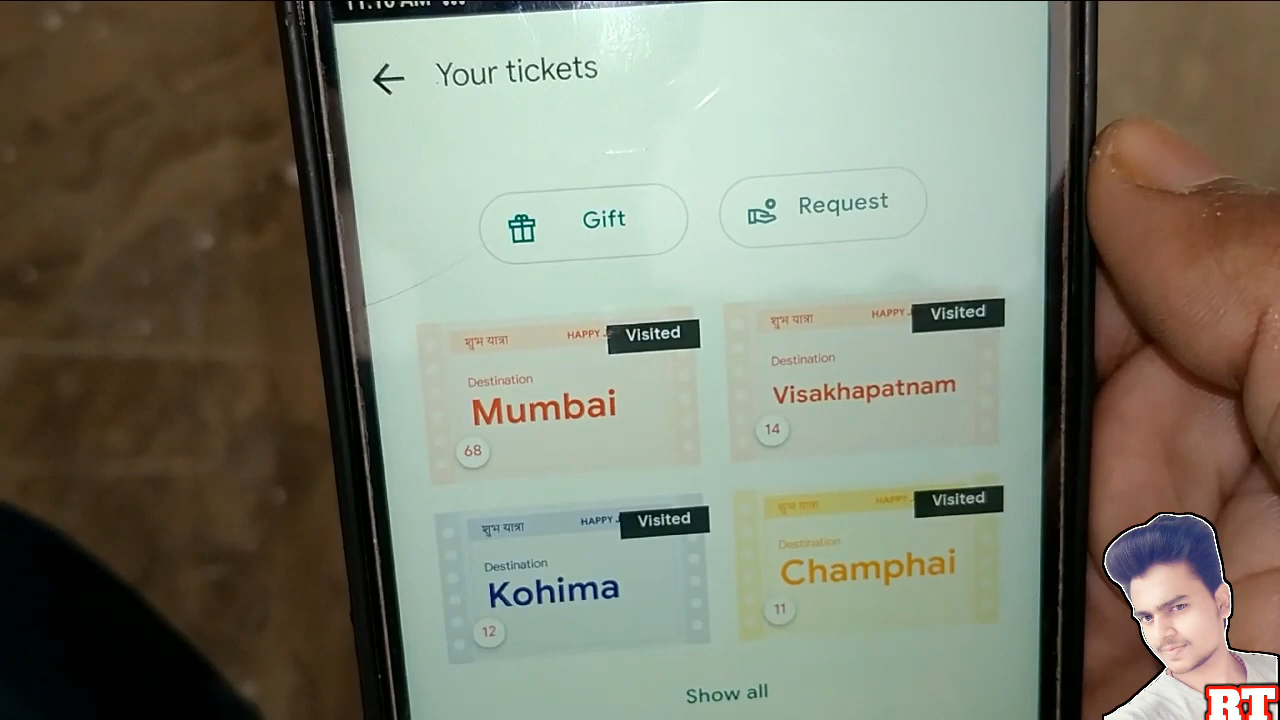 Your tickets
Gift
Request
शुभ यात्रा HAPPY
Visited
Destination
Mumbai
68
शुभ यात्रा HAPPY
Visited
Destination
Visakhapatnam
14
शुभ यात्रा HAPPY
Visited
Destination
Kohima
12
शुभ यात्रा HAPPY
Visited
Destination
Champhai
11
Show all
RT